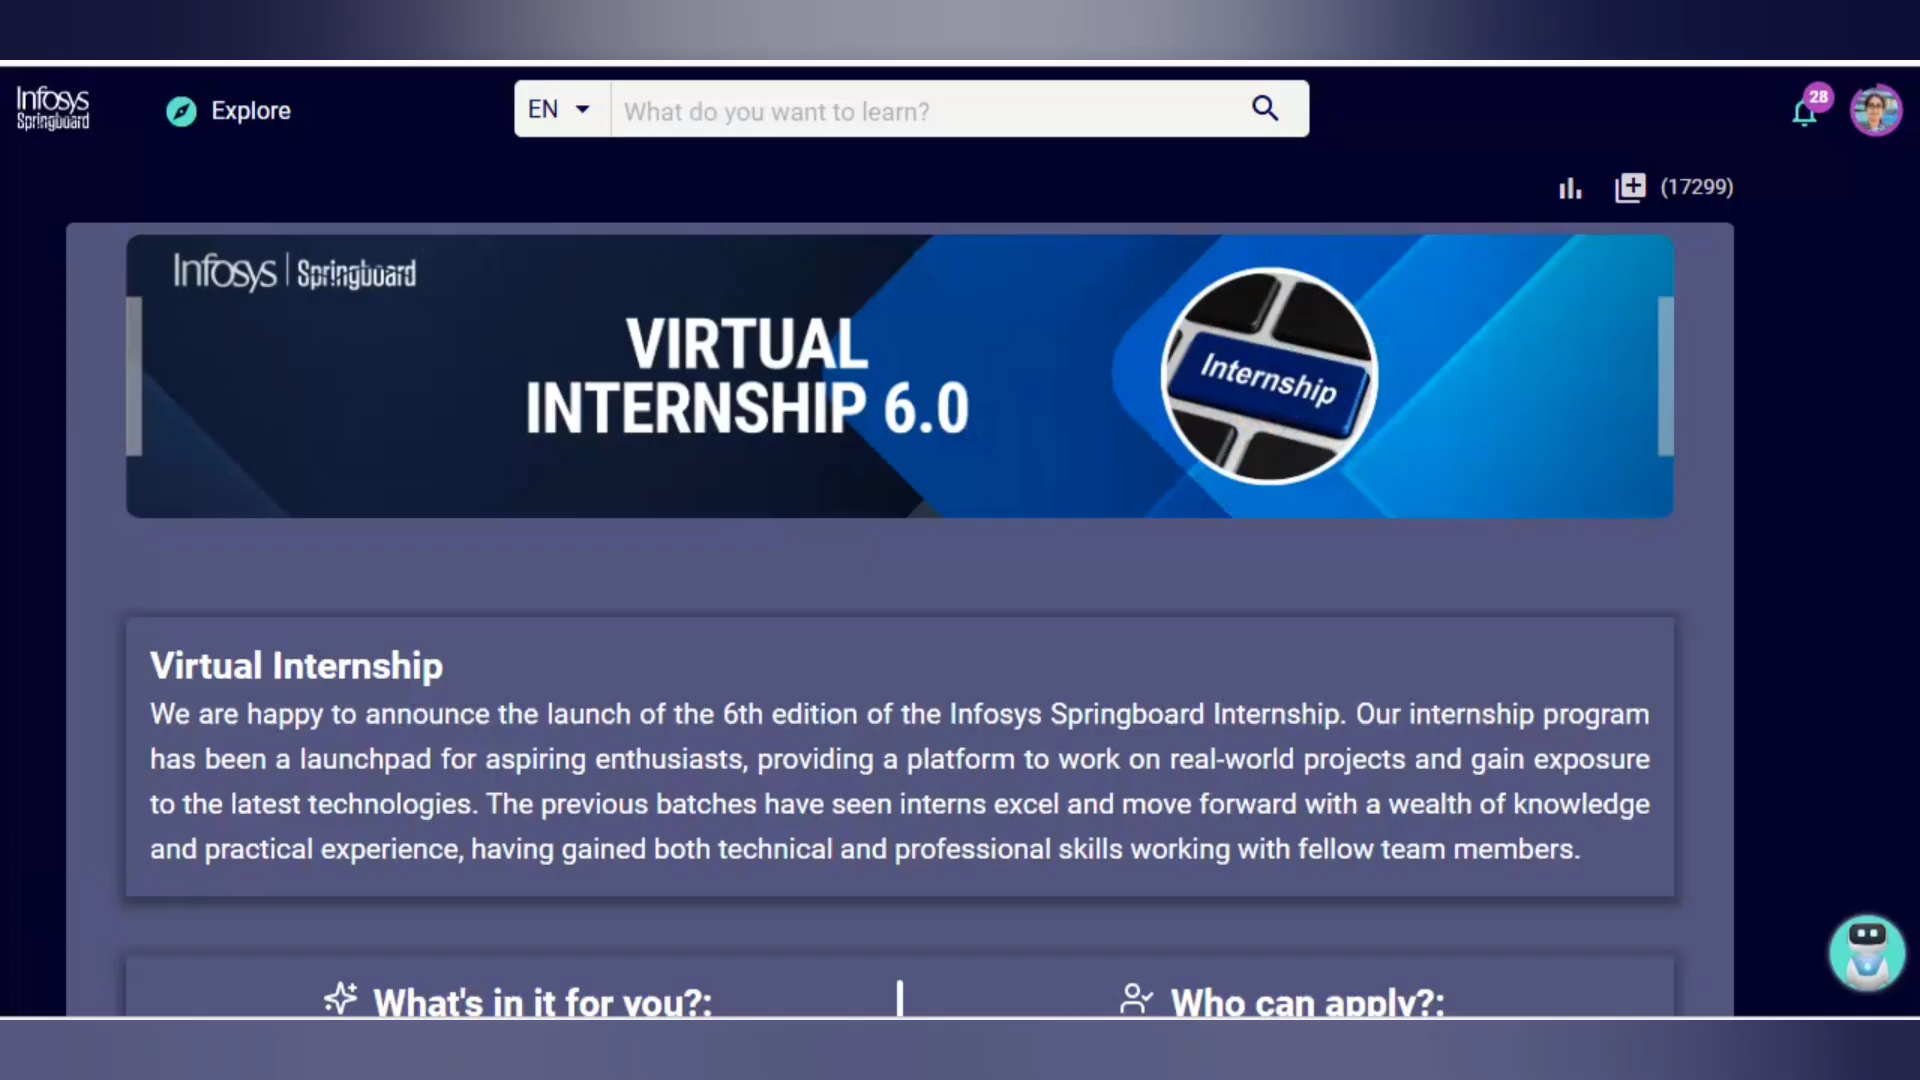 Infosys
Springboard
Explore
EN
What do you want to learn?
28
(17299)
Infosys | Springboard
VIRTUAL
INTERNSHIP 6.0
Internship
Virtual Internship
We are happy to announce the launch of the 6th edition of the Infosys Springboard Internship. Our internship program
has been a launchpad for aspiring enthusiasts, providing a platform to work on real-world projects and gain exposure
to the latest technologies. The previous batches have seen interns excel and move forward with a wealth of knowledge
and practical experience, having gained both technical and professional skills working with fellow team members.
What's in it for you?:
Who can apply?: